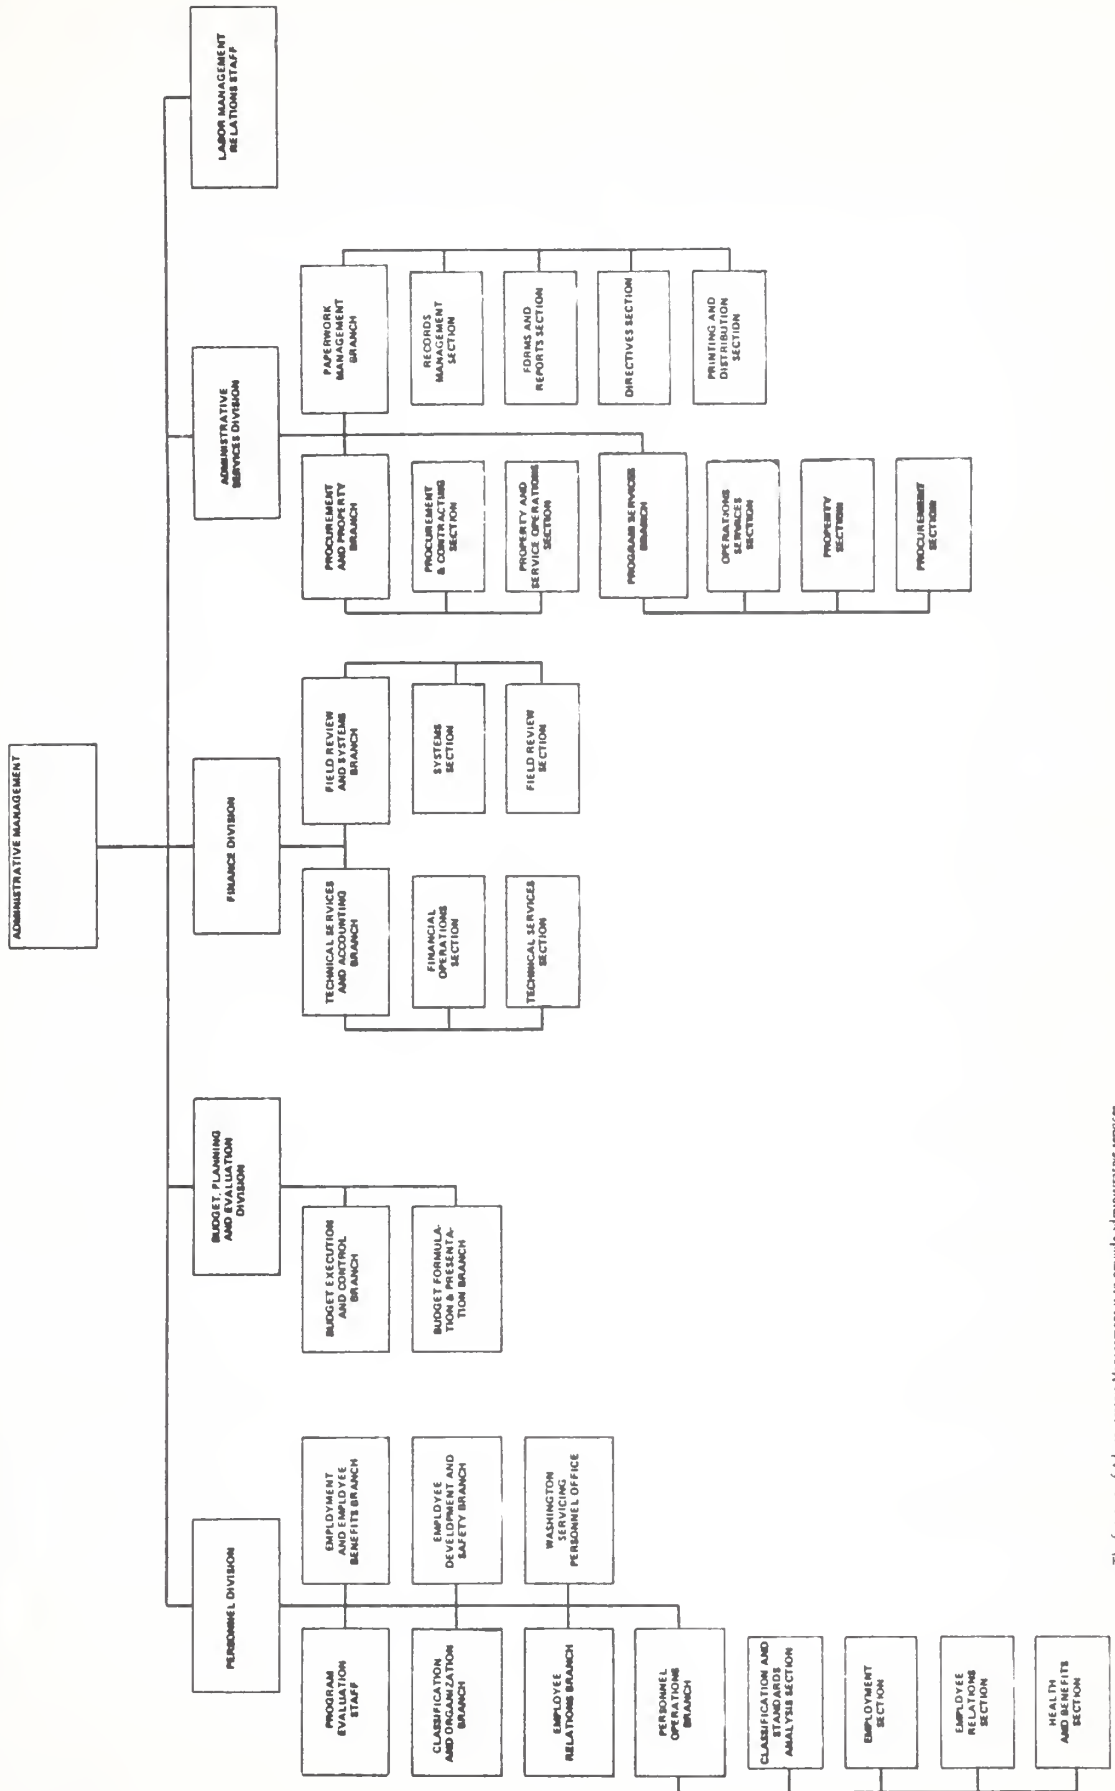 ADMINISTRATIVE MANAGEMENT
PERSONNEL DIVISION
BUDGET, PLANNING
AND EVALUATION
DIVISION
FINANCE DIVISION
ADMINISTRATIVE
SERVICES DIVISION
LABOR MANAGEMENT
RELATIONS STAFF
PROGRAM
EVALUATION
STAFF
EMPLOYMENT
AND EMPLOYEE
BENEFITS BRANCH
CLASSIFICATION
AND ORGANIZATION
BRANCH
EMPLOYEE
DEVELOPMENT AND
SAFETY BRANCH
EMPLOYEE
RELATIONS BRANCH
WASHINGTON
SERVICING
PERSONNEL OFFICE
PERSONNEL
OPERATIONS
BRANCH
CLASSIFICATION AND
STANDARDS
ANALYSIS SECTION
EMPLOYMENT
SECTION
EMPLOYEE
RELATIONS
SECTION
HEALTH
AND BENEFITS
SECTION
BUDGET EXECUTION
AND CONTROL
BRANCH
BUDGET FORMULA-
TION & PRESENTA-
TION BRANCH
TECHNICAL SERVICES
AND ACCOUNTING
BRANCH
FINANCIAL
OPERATIONS
SECTION
TECHNICAL SERVICES
SECTION
FIELD REVIEW
AND SYSTEMS
BRANCH
SYSTEMS
SECTION
FIELD REVIEW
SECTION
PROCUREMENT
AND PROPERTY
BRANCH
PROCUREMENT
& CONTRACTING
SECTION
PROPERTY AND
SERVICE OPERATIONS
SECTION
PROGRAM SERVICES
BRANCH
OPERATIONS
SERVICES
SECTION
PROPERTY
SECTION
PROCUREMENT
SECTION
PAPERWORK
MANAGEMENT
BRANCH
RECORDS
MANAGEMENT
SECTION
FORMS AND
REPORTS SECTION
DIRECTIVES SECTION
PRINTING AND
DISTRIBUTION
SECTION